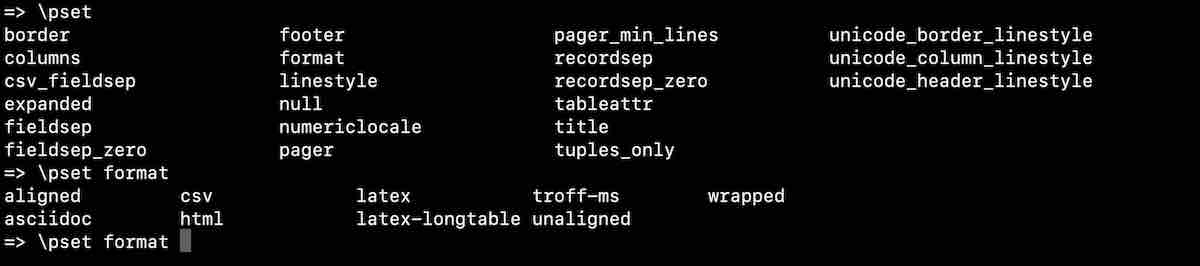 => \pset
border footer pager_min_lines unicode_border_linestyle
columns format recordsep unicode_column_linestyle
csv_fieldsep linestyle recordsep_zero unicode_header_linestyle
expanded null tableattr
fieldsep numericlocale title
fieldsep_zero pager tuples_only
=> \pset format
aligned csv latex troff-ms wrapped
asciidoc html latex-longtable unaligned
=> \pset format